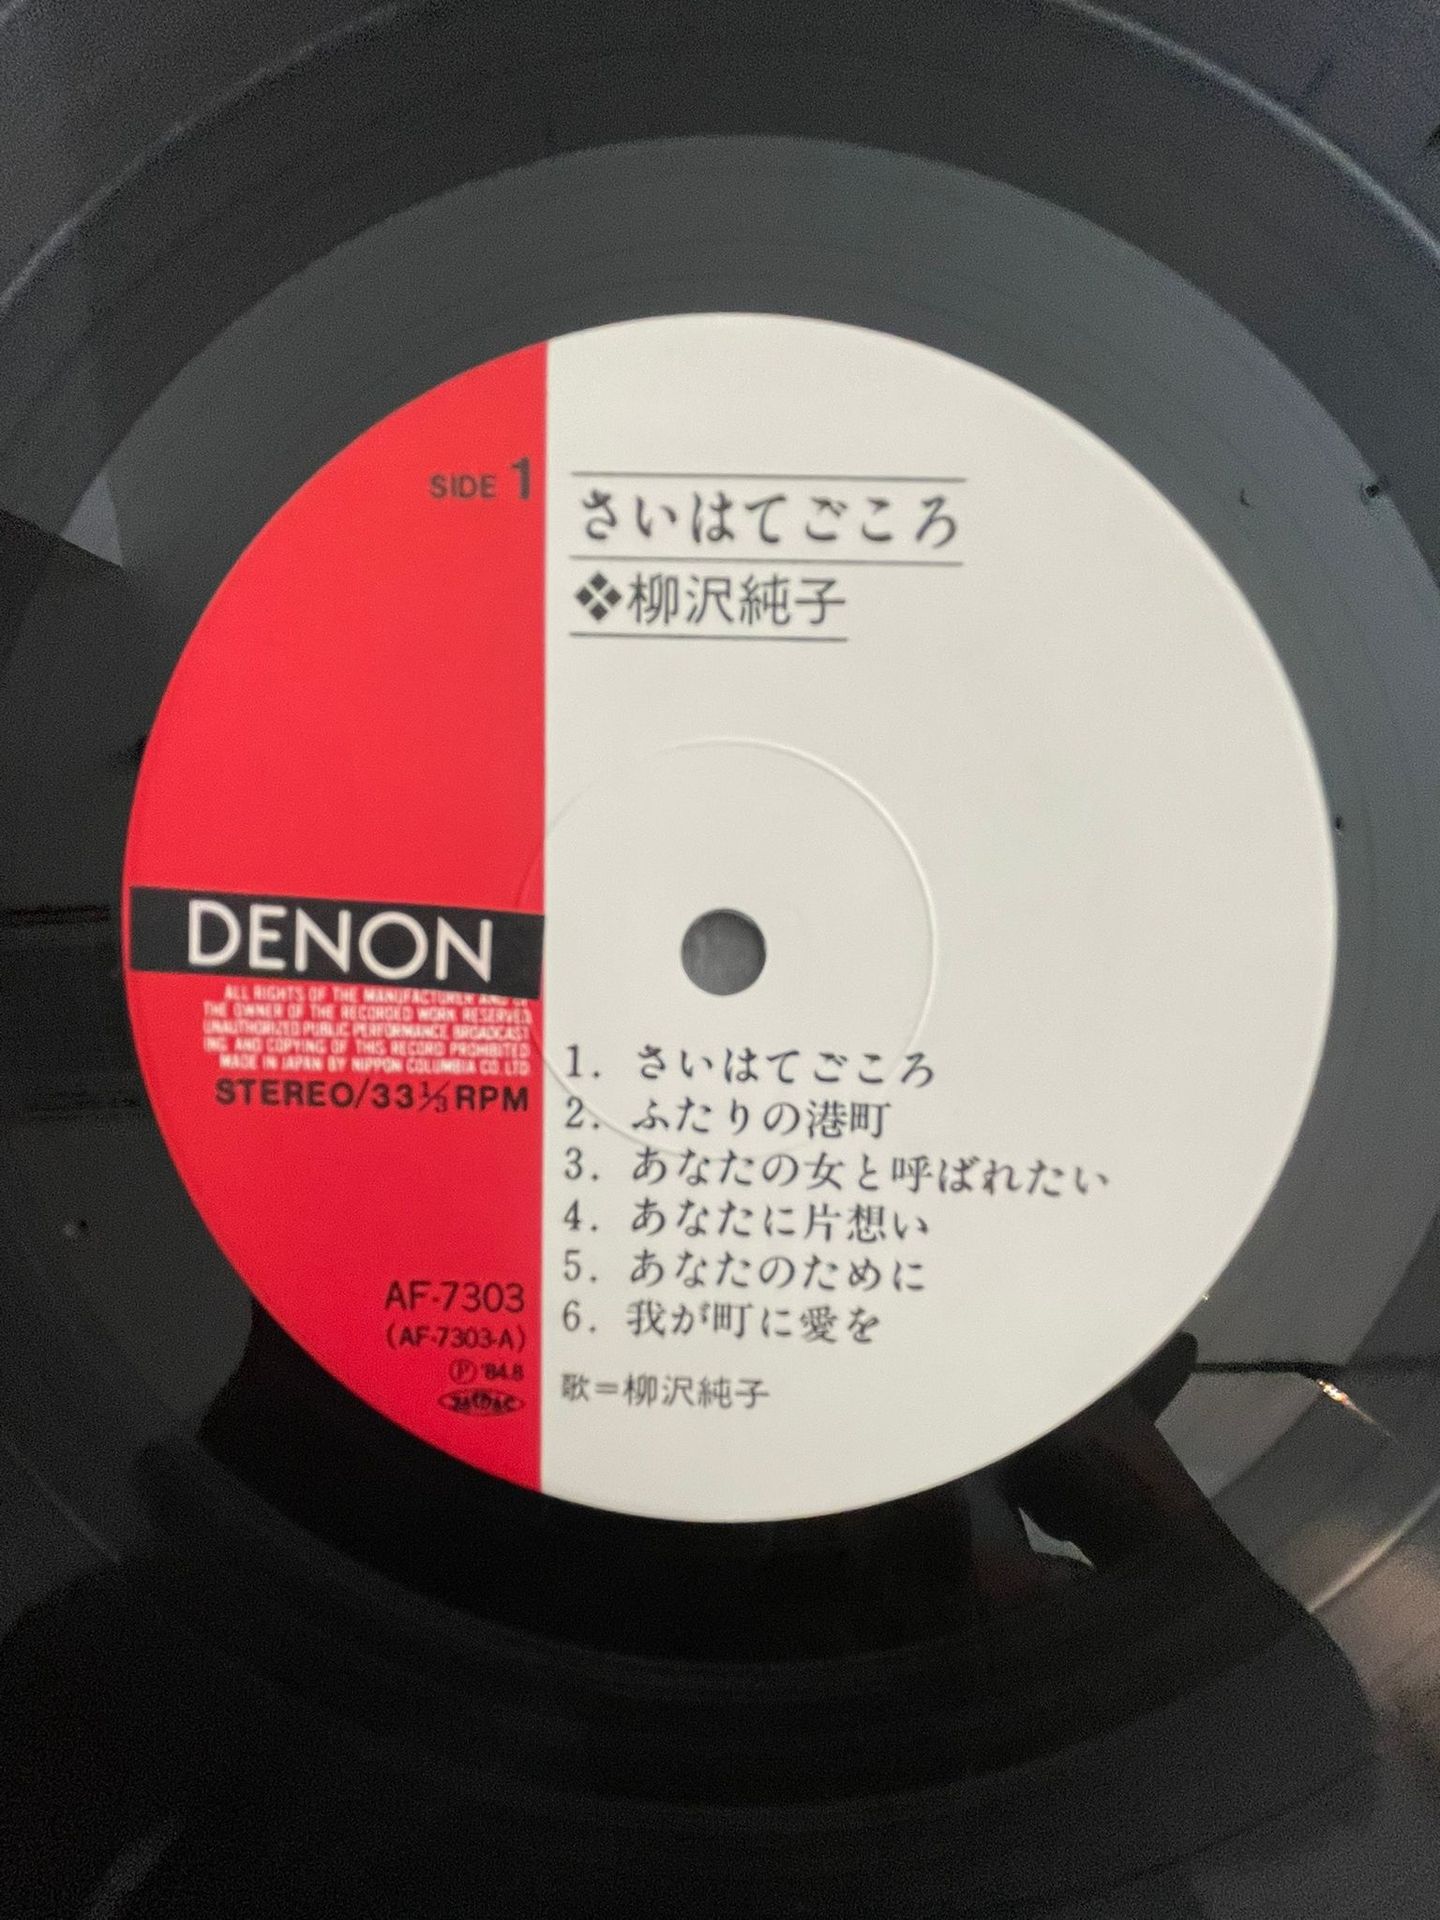 SIDE 1
さいはてごころ
❖柳沢純子
DENON
ALL RIGHTS OF THE MANUFACTURER AND OF
THE OWNER OF THE RECORDED WORK RESERVED
UNAUTHORIZED PUBLIC PERFORMANCE BROADCAST
ING AND COPYING OF THIS RECORD PROHIBITED
MADE IN JAPAN BY NIPPON COLUMBIA CO. LTD
STEREO/33⅓RPM
1. さいはてごころ
2. ふたりの港町
3. あなたの女と呼ばれたい
4. あなたに片想い
5. あなたのために
6. 我が町に愛を
歌=柳沢純子
AF-7303
(AF-7303-A)
Ⓟ '84.8